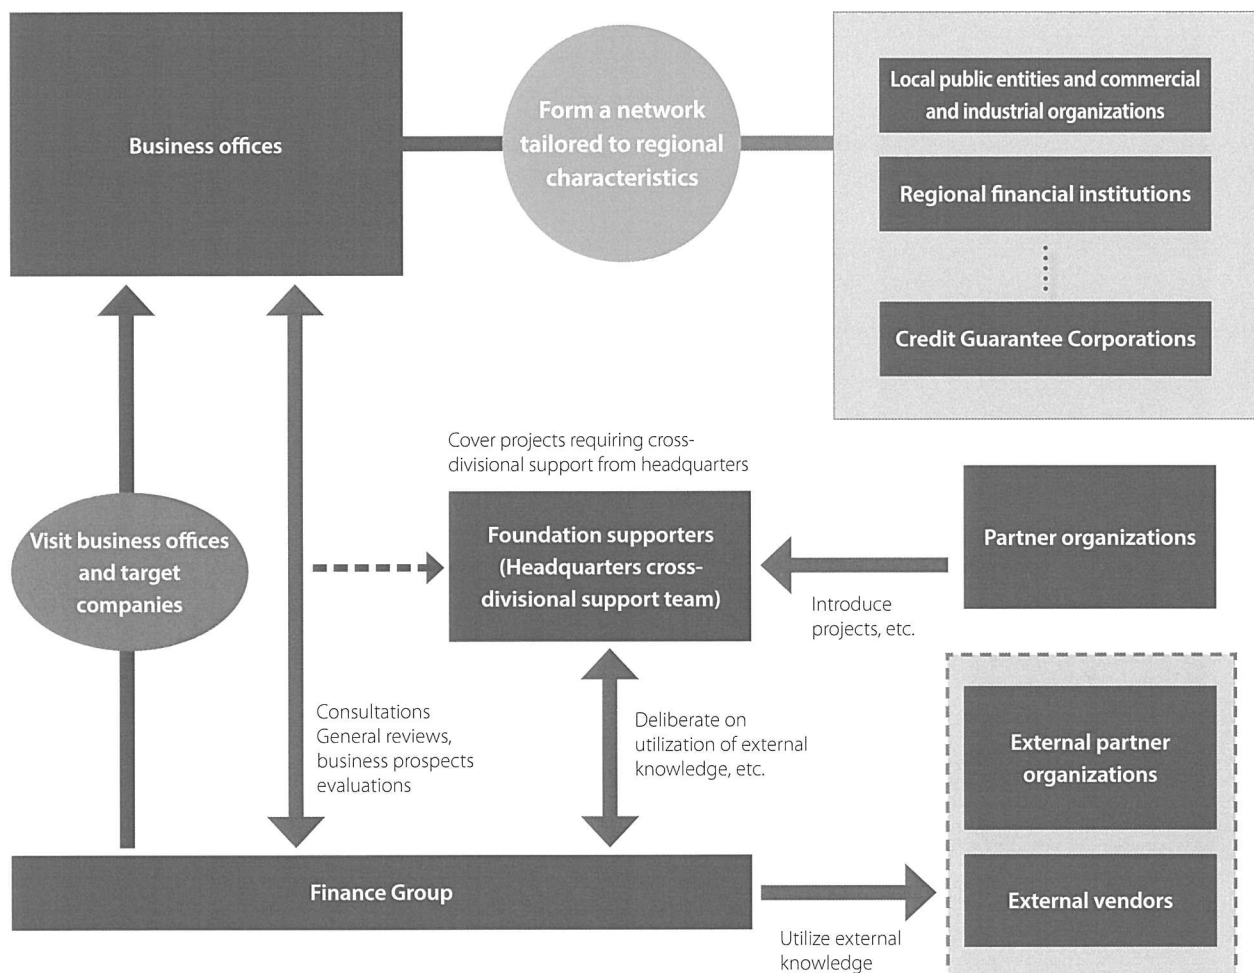 Business offices
Form a network
tailored to regional
characteristics
Local public entities and commercial
and industrial organizations
Regional financial institutions
Credit Guarantee Corporations
Cover projects requiring cross-
divisional support from headquarters
Visit business offices
and target
companies
Foundation supporters
(Headquarters cross-
divisional support team)
Partner organizations
Introduce
projects, etc.
Consultations
General reviews,
business prospects
evaluations
Deliberate on
utilization of external
knowledge, etc.
External partner
organizations
Finance Group
External vendors
Utilize external
knowledge